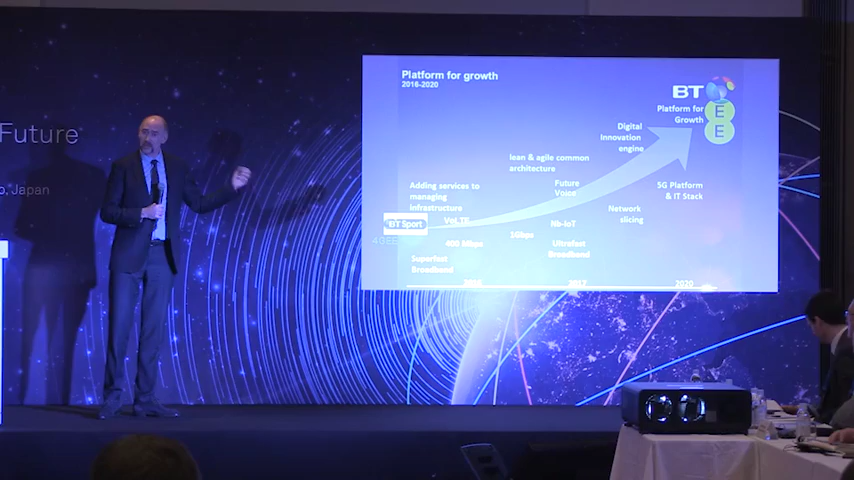 Future
o, Japan
Platform for growth
2016-2020
BT
Platform for
Growth
E
E
Digital
Innovation
engine
lean & agile common
architecture
Adding services to
managing
infrastructure
Future
Voice
5G Platform
& IT Stack
BT Sport
VoLTE
Network
slicing
Nb-IoT
1Gbps
4GEE
400 Mbps
Ultrafast
Broadband
Superfast
Broadband
2016
2017
2020